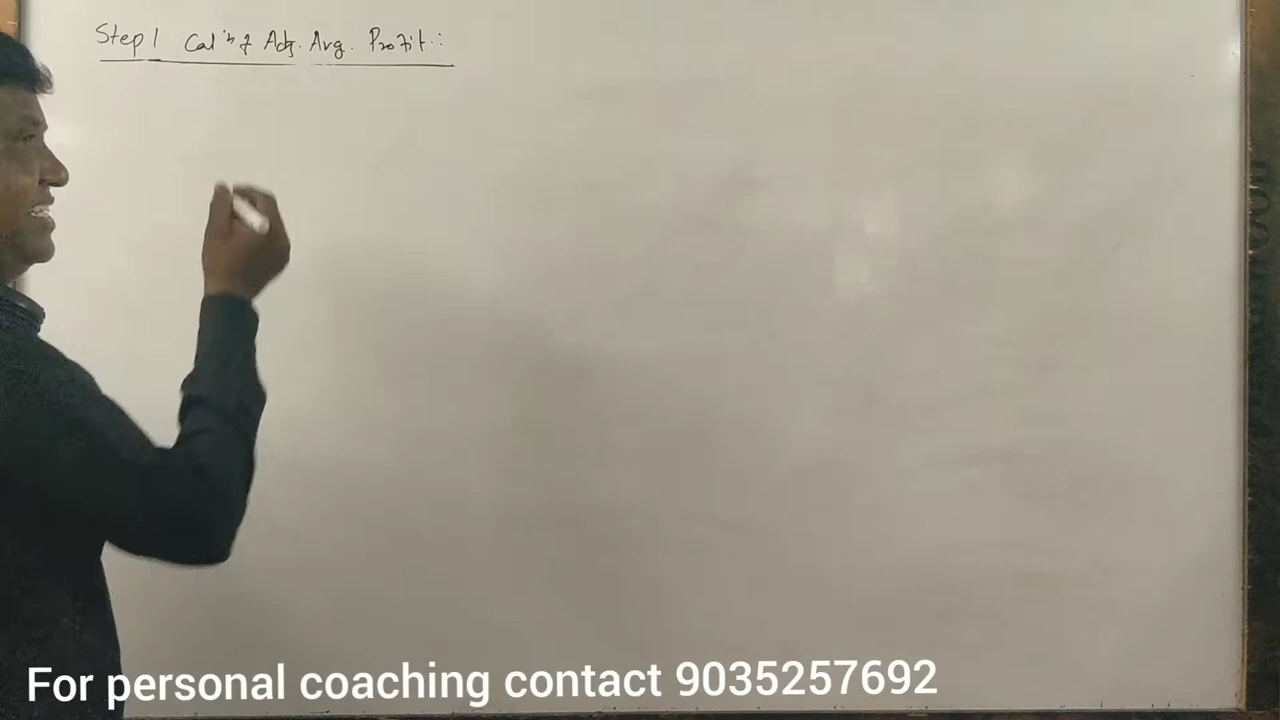 Step 1 Cal'n of Adj. Avg. Profit :
For personal coaching contact 9035257692